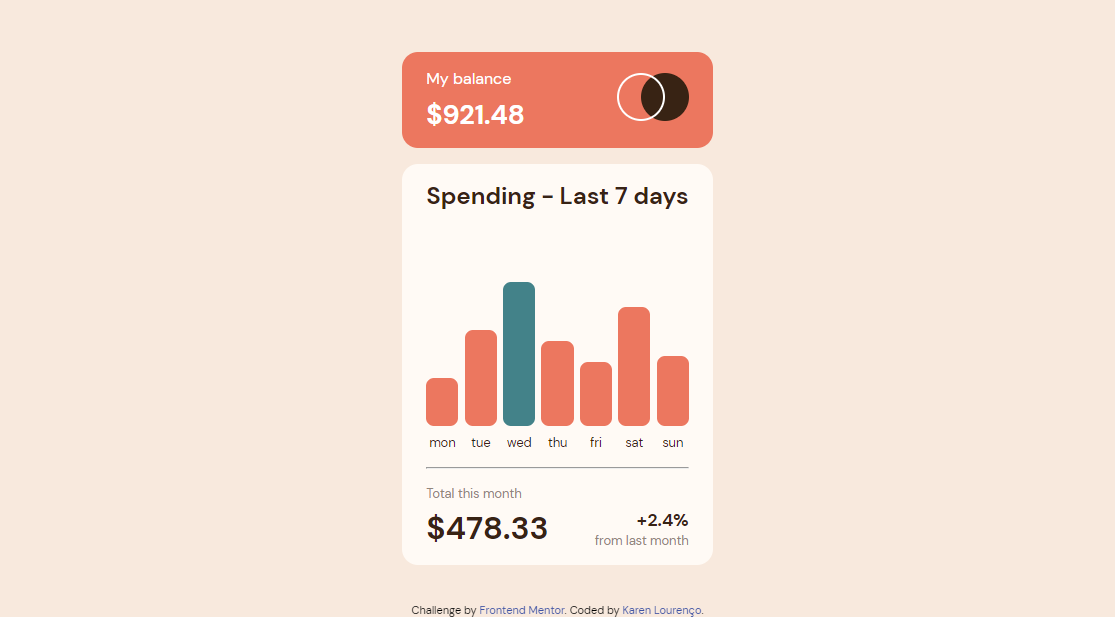 My balance
$921.48
Spending - Last 7 days
mon tue wed thu fri sat sun
Total this month
$478.33
+2.4%
from last month
Challenge by Frontend Mentor. Coded by Karen Lourenço.